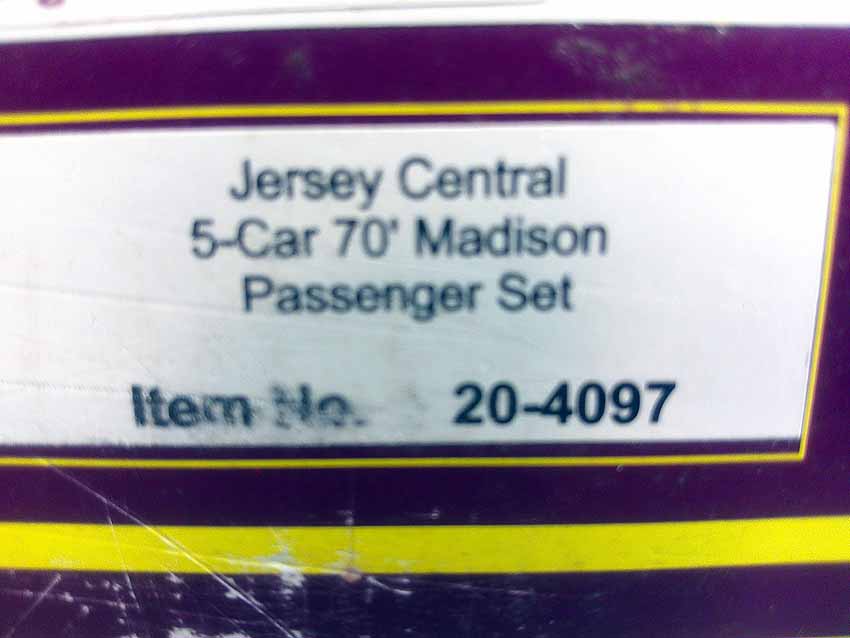 Jersey Central
5-Car 70' Madison
Passenger Set
Item No. 20-4097